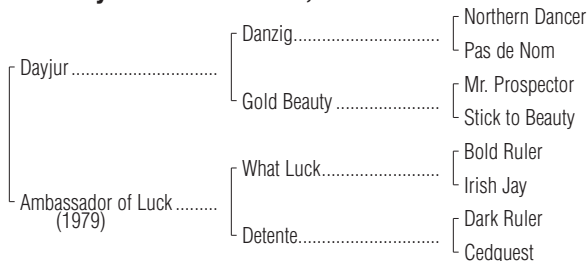 Northern Dancer
Danzig
Pas de Nom
Dayjur
Mr. Prospector
Gold Beauty
Stick to Beauty
Bold Ruler
What Luck
Irish Jay
Ambassador of Luck
(1979)
Dark Ruler
Detente
Cedquest